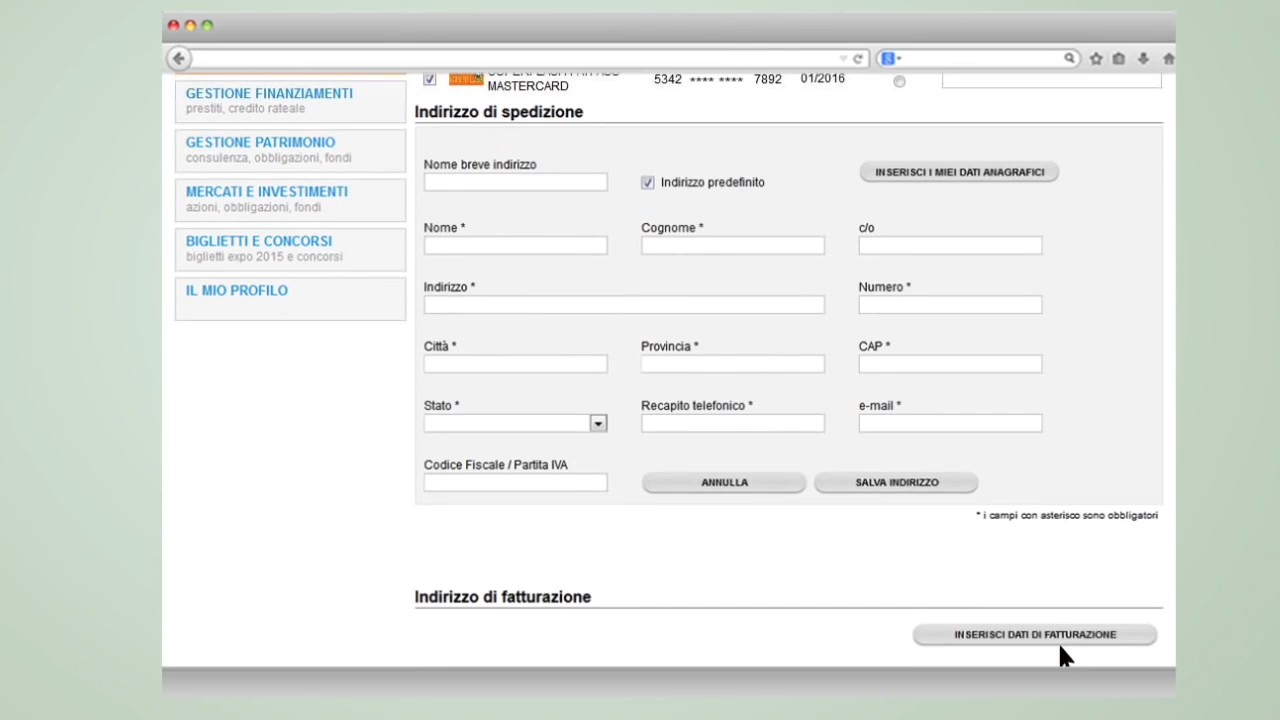 MASTERCARD
5342 **** **** 7892 01/2016
GESTIONE FINANZIAMENTI
prestiti, credito rateale
GESTIONE PATRIMONIO
consulenza, obbligazioni, fondi
MERCATI E INVESTIMENTI
azioni, obbligazioni, fondi
BIGLIETTI E CONCORSI
biglietti expo 2015 e concorsi
IL MIO PROFILO
Indirizzo di spedizione
Nome breve indirizzo
Indirizzo predefinito
INSERISCI I MIEI DATI ANAGRAFICI
Nome * Cognome * c/o
Indirizzo * Numero *
Città * Provincia * CAP *
Stato * Recapito telefonico * e-mail *
Codice Fiscale / Partita IVA
ANNULLA SALVA INDIRIZZO
* i campi con asterisco sono obbligatori
Indirizzo di fatturazione
INSERISCI DATI DI FATTURAZIONE